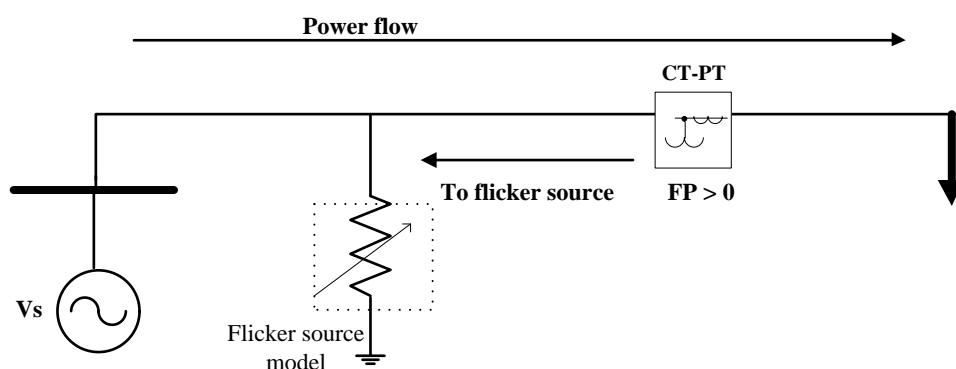 Power flow
CT-PT
To flicker source
FP > 0
Vs
Flicker source
model